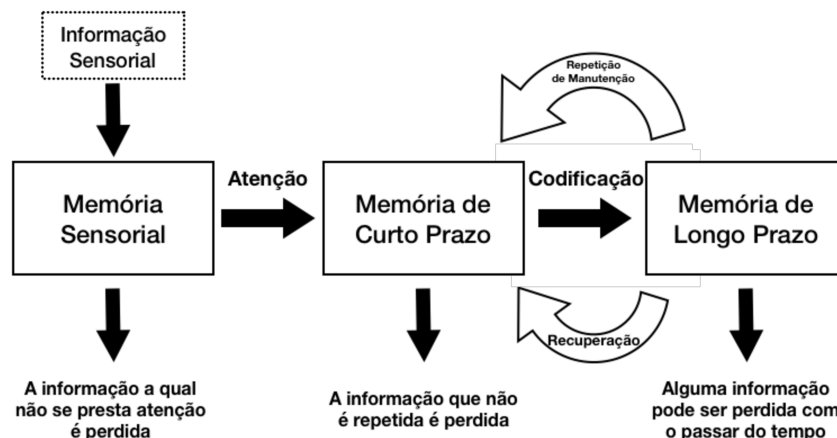 Informação
Sensorial
Repetição
de Manutenção
Atenção
Codificação
Memória
Sensorial
Memória de
Curto Prazo
Memória de
Longo Prazo
Recuperação
A informação a qual
não se presta atenção
é perdida
A informação que não
é repetida é perdida
Alguma informação
pode ser perdida com
o passar do tempo